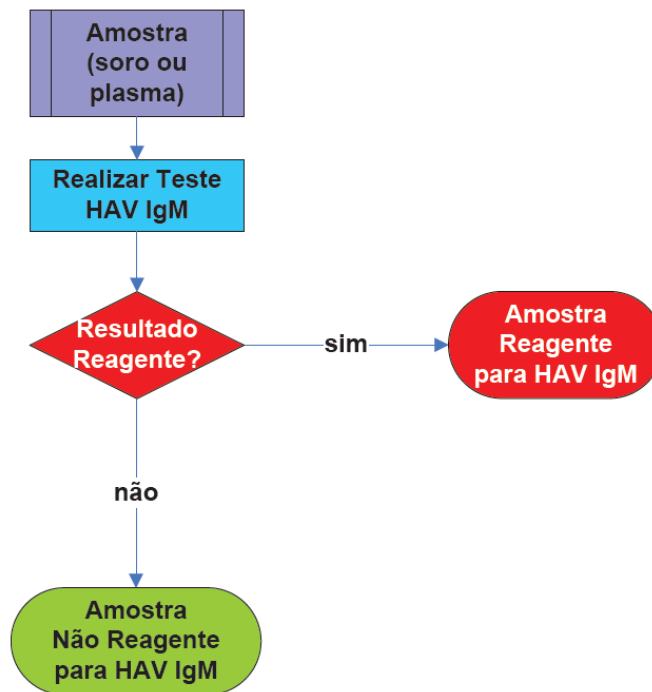 Amostra
(soro ou
plasma)
Realizar Teste
HAV IgM
Resultado
Reagente?
sim
Amostra
Reagente
para HAV IgM
não
Amostra
Não Reagente
para HAV IgM